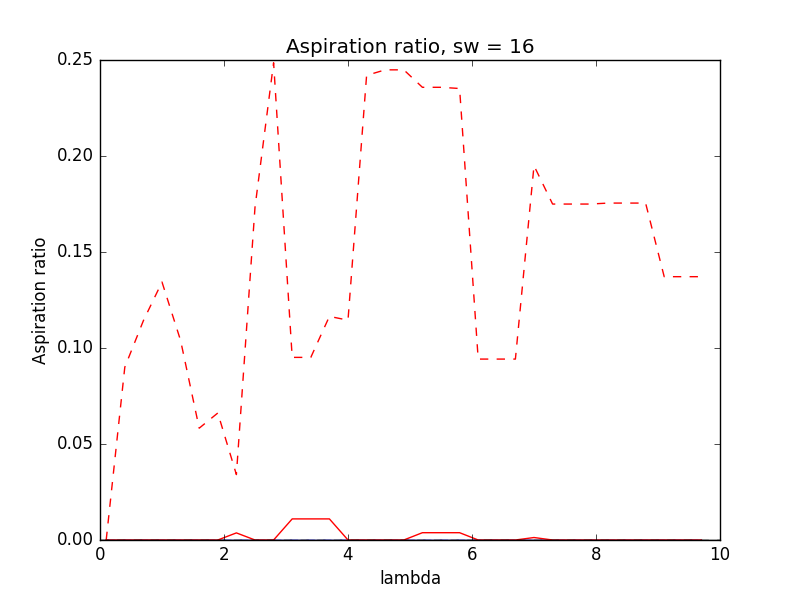 Aspiration ratio, sw = 16
0.25
0.20
0.15
0.10
0.05
0.00
Aspiration ratio
0 2 4 6 8 10
lambda